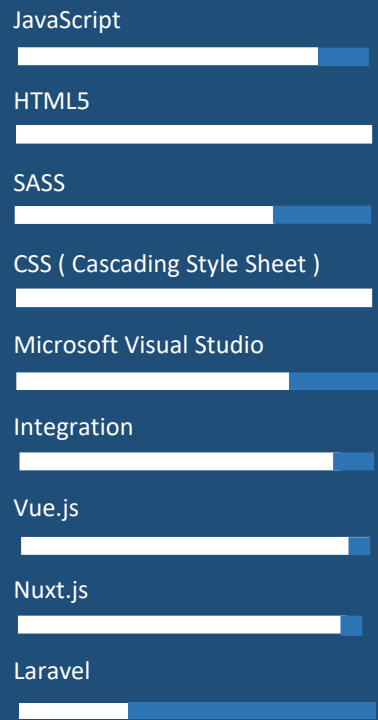 JavaScript
HTML5
SASS
CSS ( Cascading Style Sheet )
Microsoft Visual Studio
Integration
Vue.js
Nuxt.js
Laravel